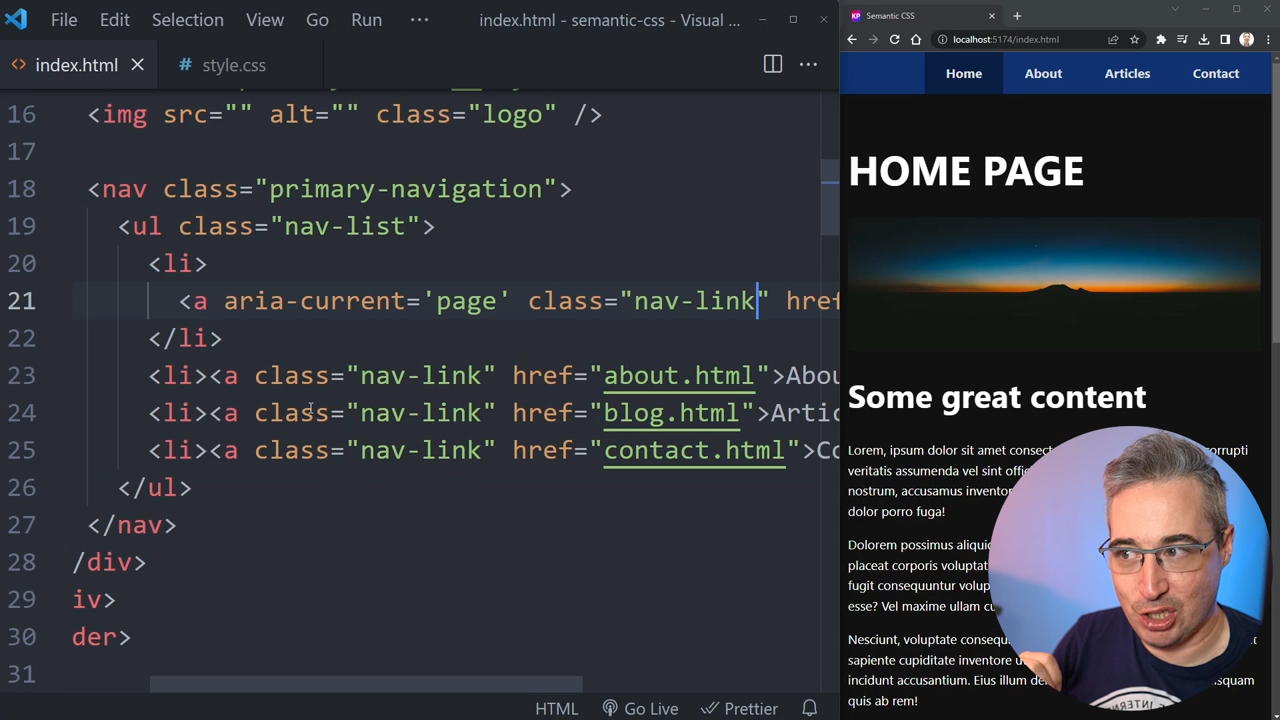 File Edit Selection View Go Run ··· index.html - semantic-css - Visual ...
index.html style.css
16 <img src="" alt="" class="logo" />
17
18 <nav class="primary-navigation">
19 <ul class="nav-list">
20 <li>
21 <a aria-current='page' class="nav-link" href
22 </li>
23 <li><a class="nav-link" href="about.html">Abou
24 <li><a class="nav-link" href="blog.html">Artic
25 <li><a class="nav-link" href="contact.html">Co
26 </ul>
27 </nav>
28 /div>
29 iv>
30 der>
31
HTML Go Live Prettier
KP Semantic CSS
localhost:5174/index.html
Home About Articles Contact
HOME PAGE
Some great content
Lorem, ipsum dolor sit amet consect corrupti
veritatis assumenda vel sint offic
nostrum, accusamus inventor
dolor porro fuga!
Dolorem possimus aliquic
placeat corporis voluptat
fugit consequuntur volup
esse? Vel maxime ullam cu
Nesciunt, voluptate consequ
sapiente cupiditate inventore u
incidunt accusantium. Eius illum de usquam
quis ab rem!